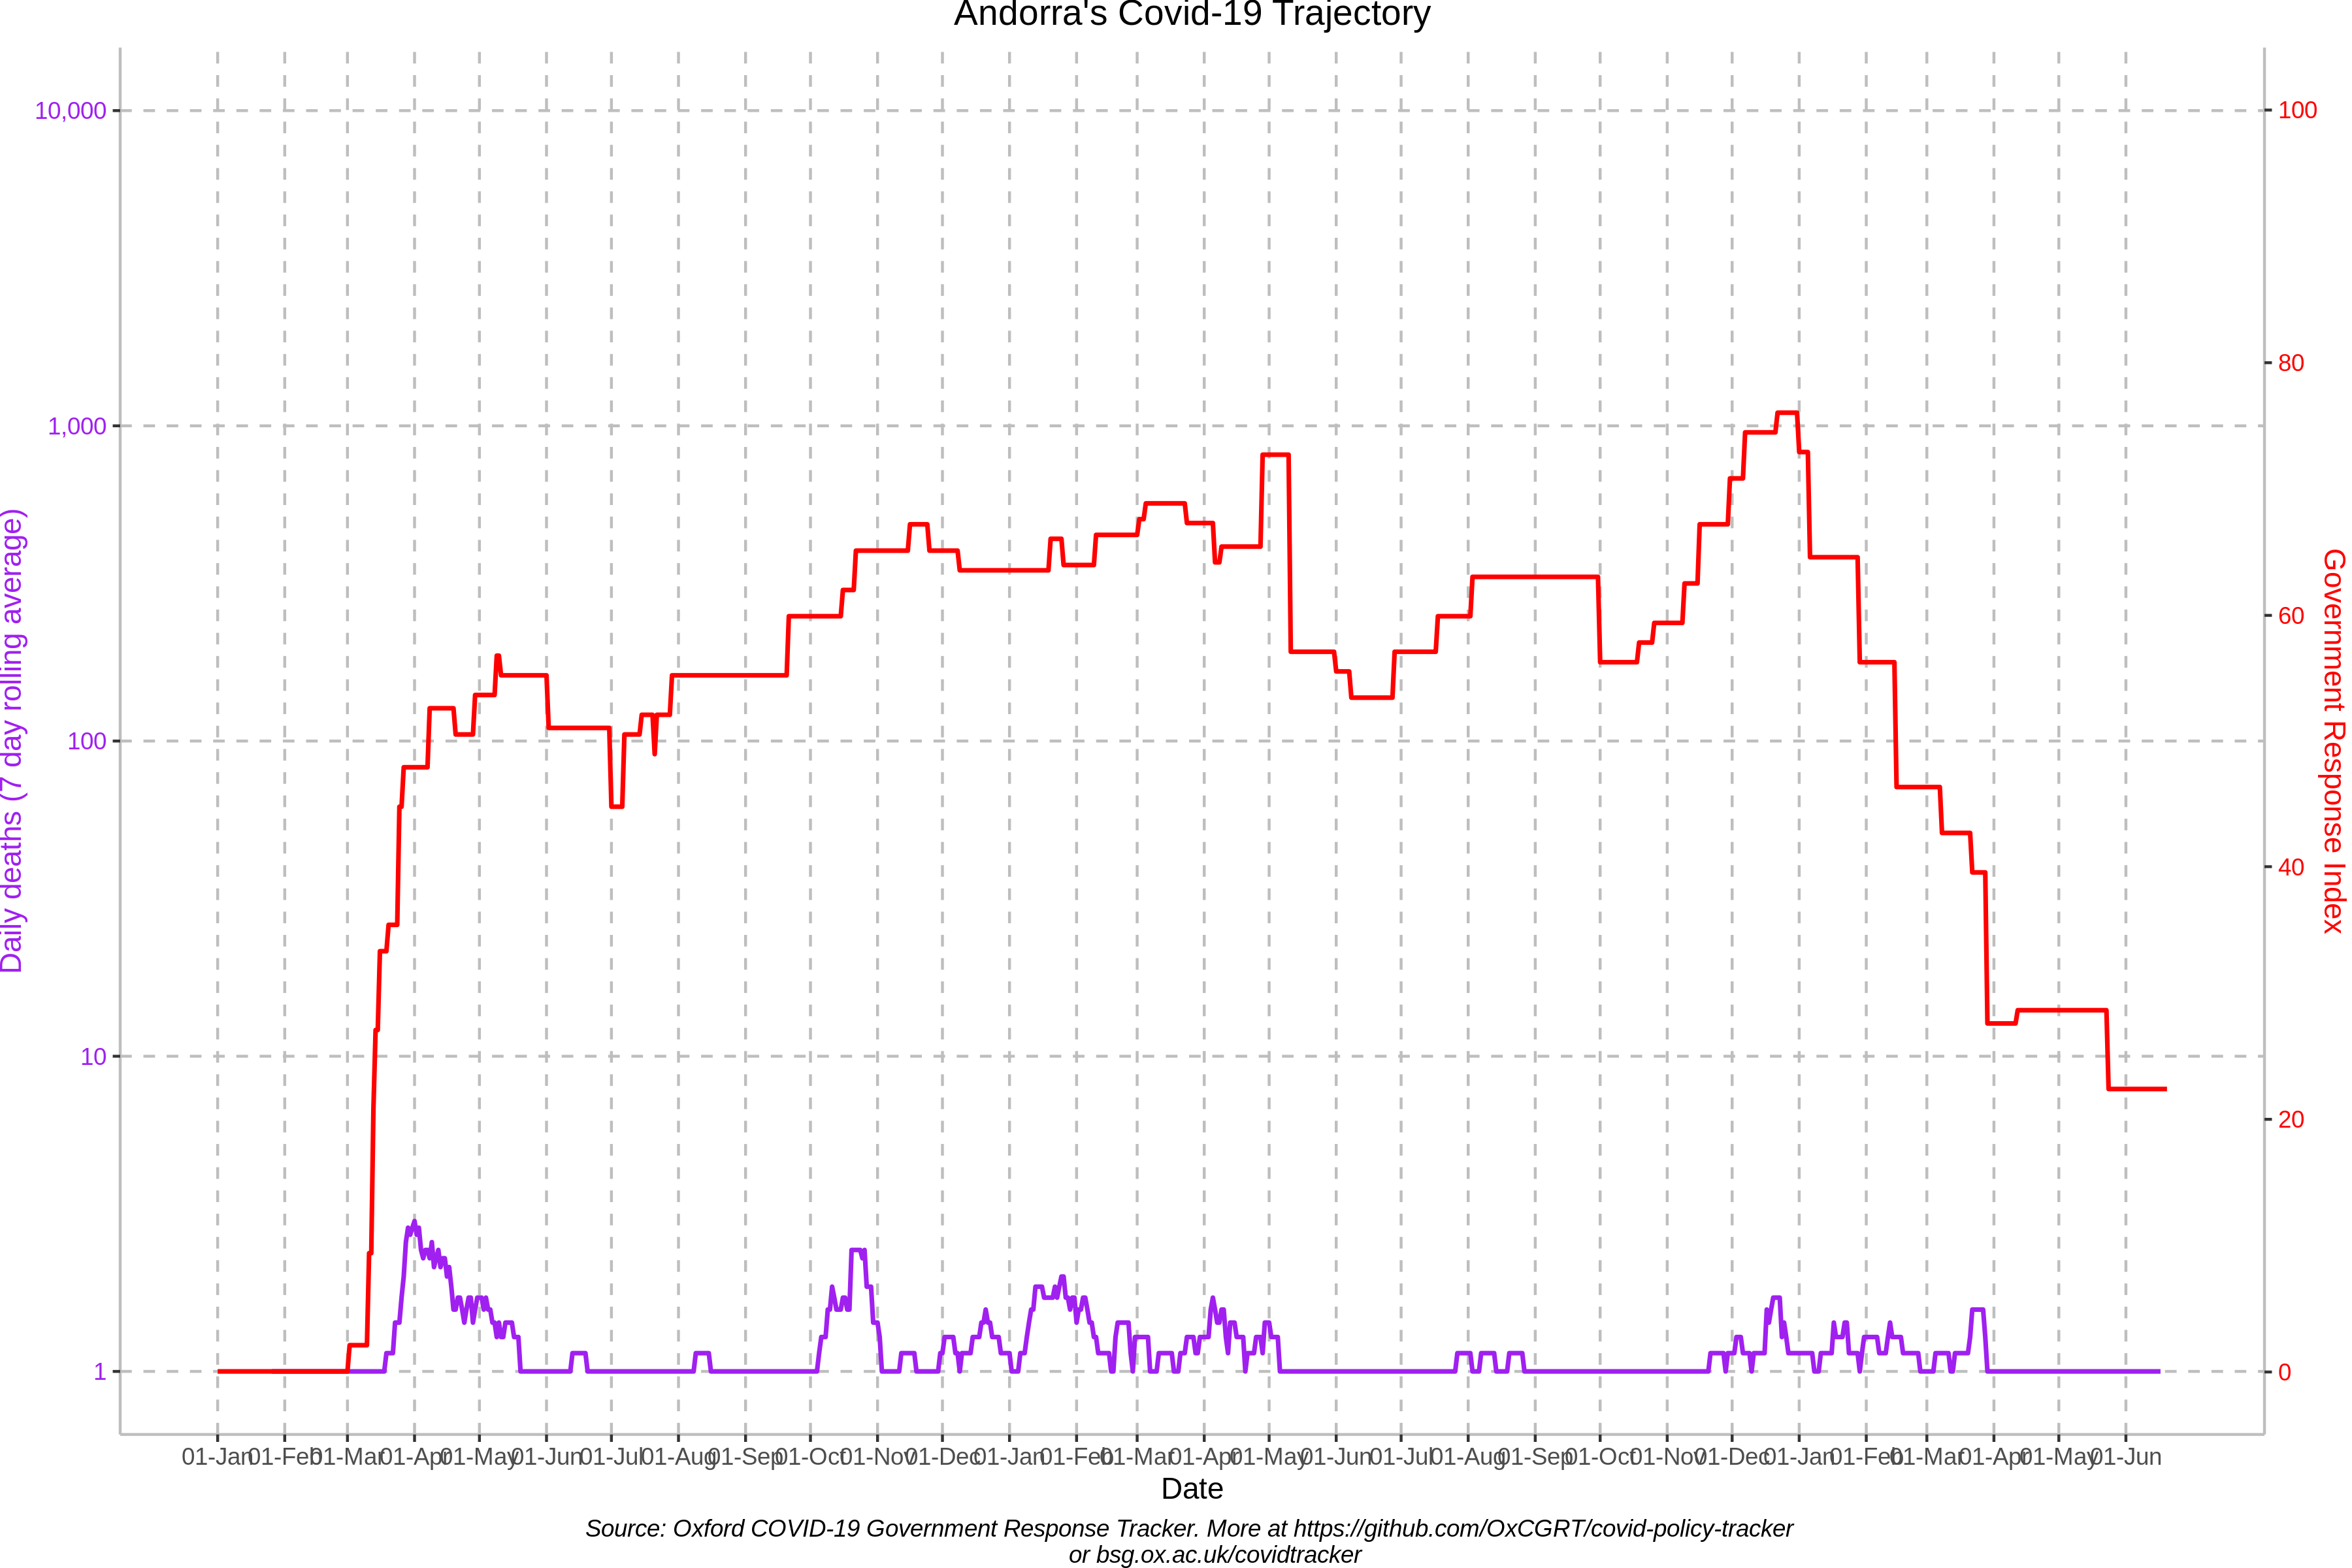 Andorra's Covid-19 Trajectory
Daily deaths (7 day rolling average)
10,000
1,000
100
10
1
Government Response Index
100
80
60
40
20
0
01-Jan
01-Feb
01-Mar
01-Apr
01-May
01-Jun
01-Jul
01-Aug
01-Sep
01-Oct
01-Nov
01-Dec
01-Jan
01-Feb
01-Mar
01-Apr
01-May
01-Jun
01-Jul
01-Aug
01-Sep
01-Oct
01-Nov
01-Dec
01-Jan
01-Feb
01-Mar
01-Apr
01-May
01-Jun
Date
Source: Oxford COVID-19 Government Response Tracker. More at https://github.com/OxCGRT/covid-policy-tracker
or bsg.ox.ac.uk/covidtracker